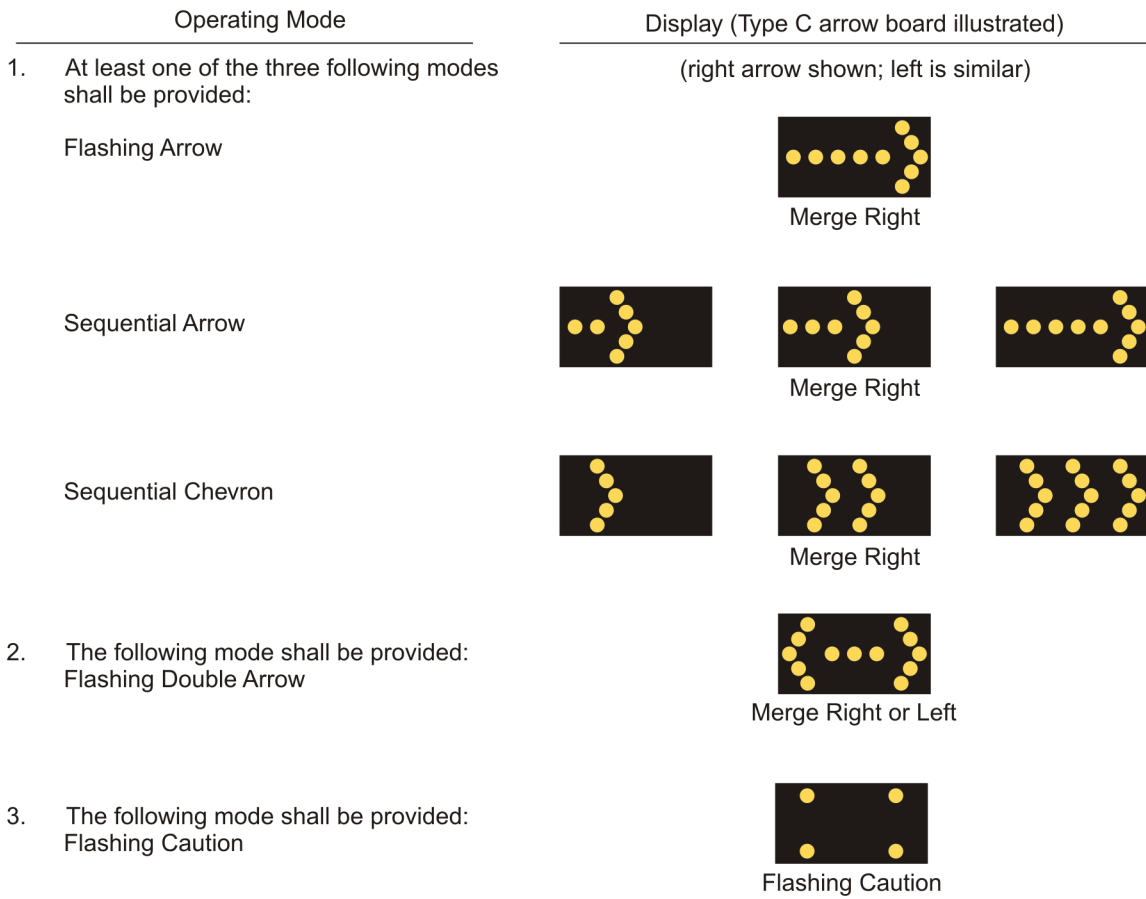 Operating Mode
Display (Type C arrow board illustrated)
1. At least one of the three following modes
shall be provided:
(right arrow shown; left is similar)
Flashing Arrow
Merge Right
Sequential Arrow
Merge Right
Sequential Chevron
Merge Right
2. The following mode shall be provided:
Flashing Double Arrow
Merge Right or Left
3. The following mode shall be provided:
Flashing Caution
Flashing Caution